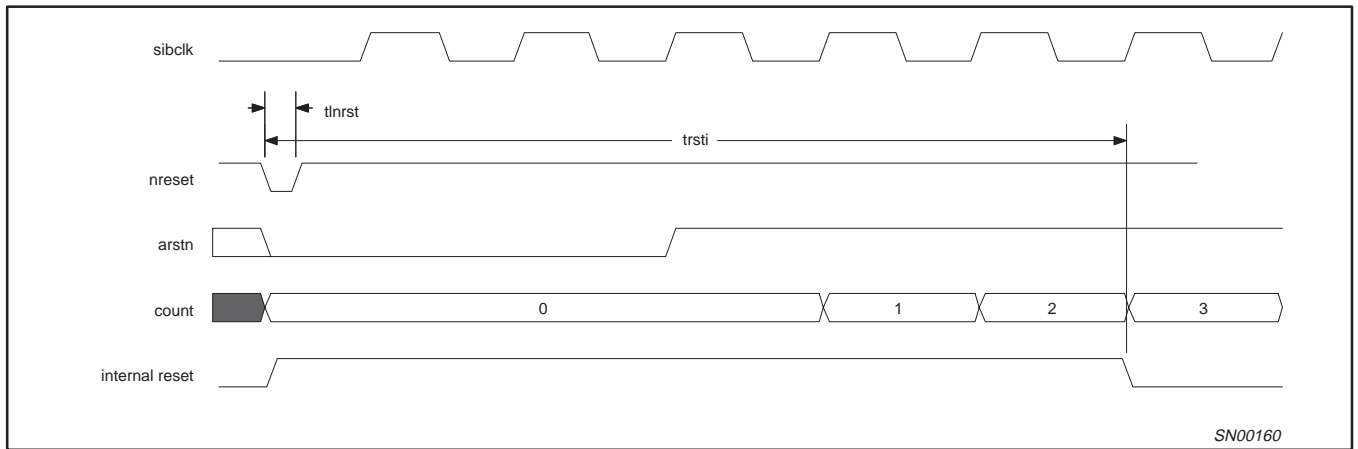 sibclk
tlnrst
trsti
nreset
arstn
count 0 1 2 3
internal reset
SN00160